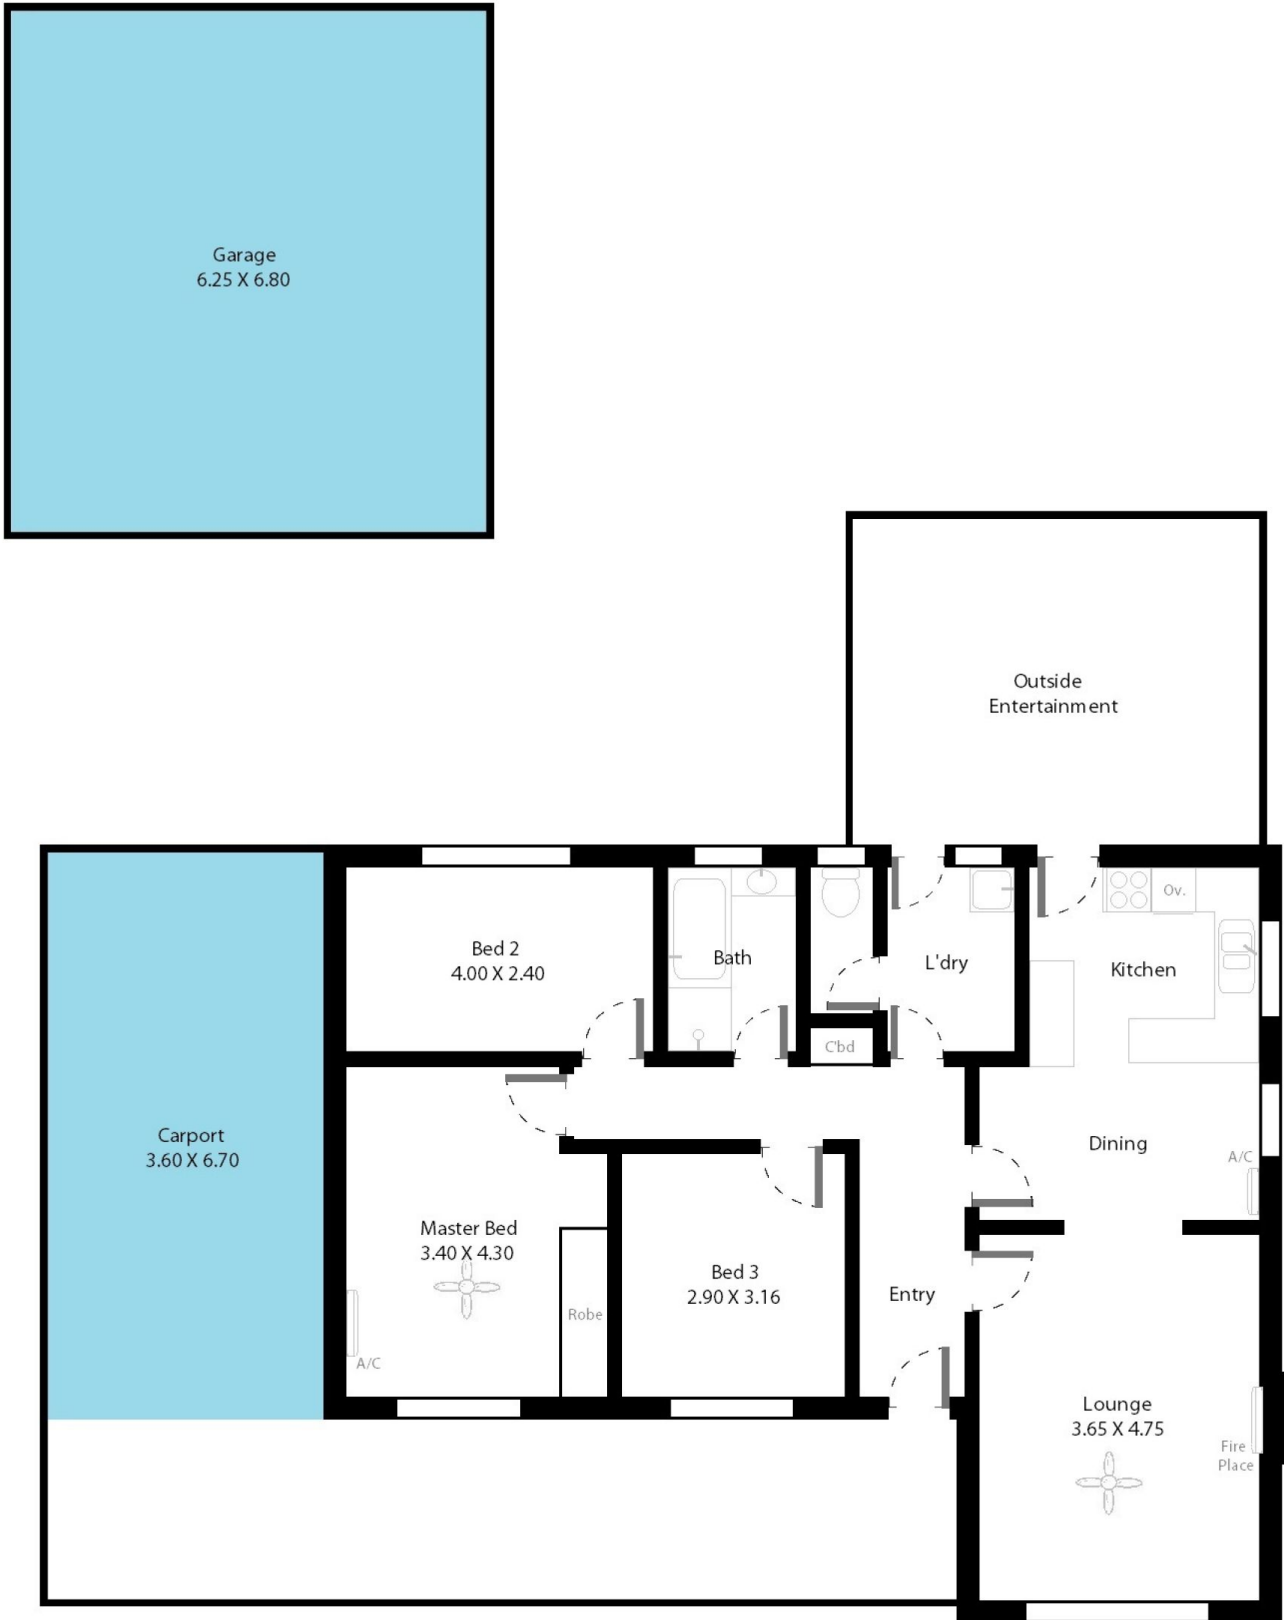 Garage
6.25 X 6.80
Outside
Entertainment
Ov.
Bed 2
4.00 X 2.40
Bath
L'dry
Kitchen
C'bd
Carport
3.60 X 6.70
Dining
A/C
Master Bed
3.40 X 4.30
Bed 3
2.90 X 3.16
Entry
Robe
A/C
Lounge
3.65 X 4.75
Fire
Place